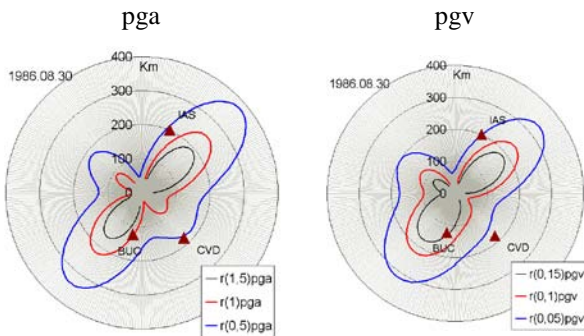 pga
400
Km
1986.08.30
300
IAS
200
100
0
BUC
CVD
r(1,5)pga
r(1)pga
r(0,5)pga
pgv
400
Km
1986.08.30
300
IAS
200
100
0
BUC
CVD
r(0,15)pgv
r(0,1)pgv
r(0,05)pgv